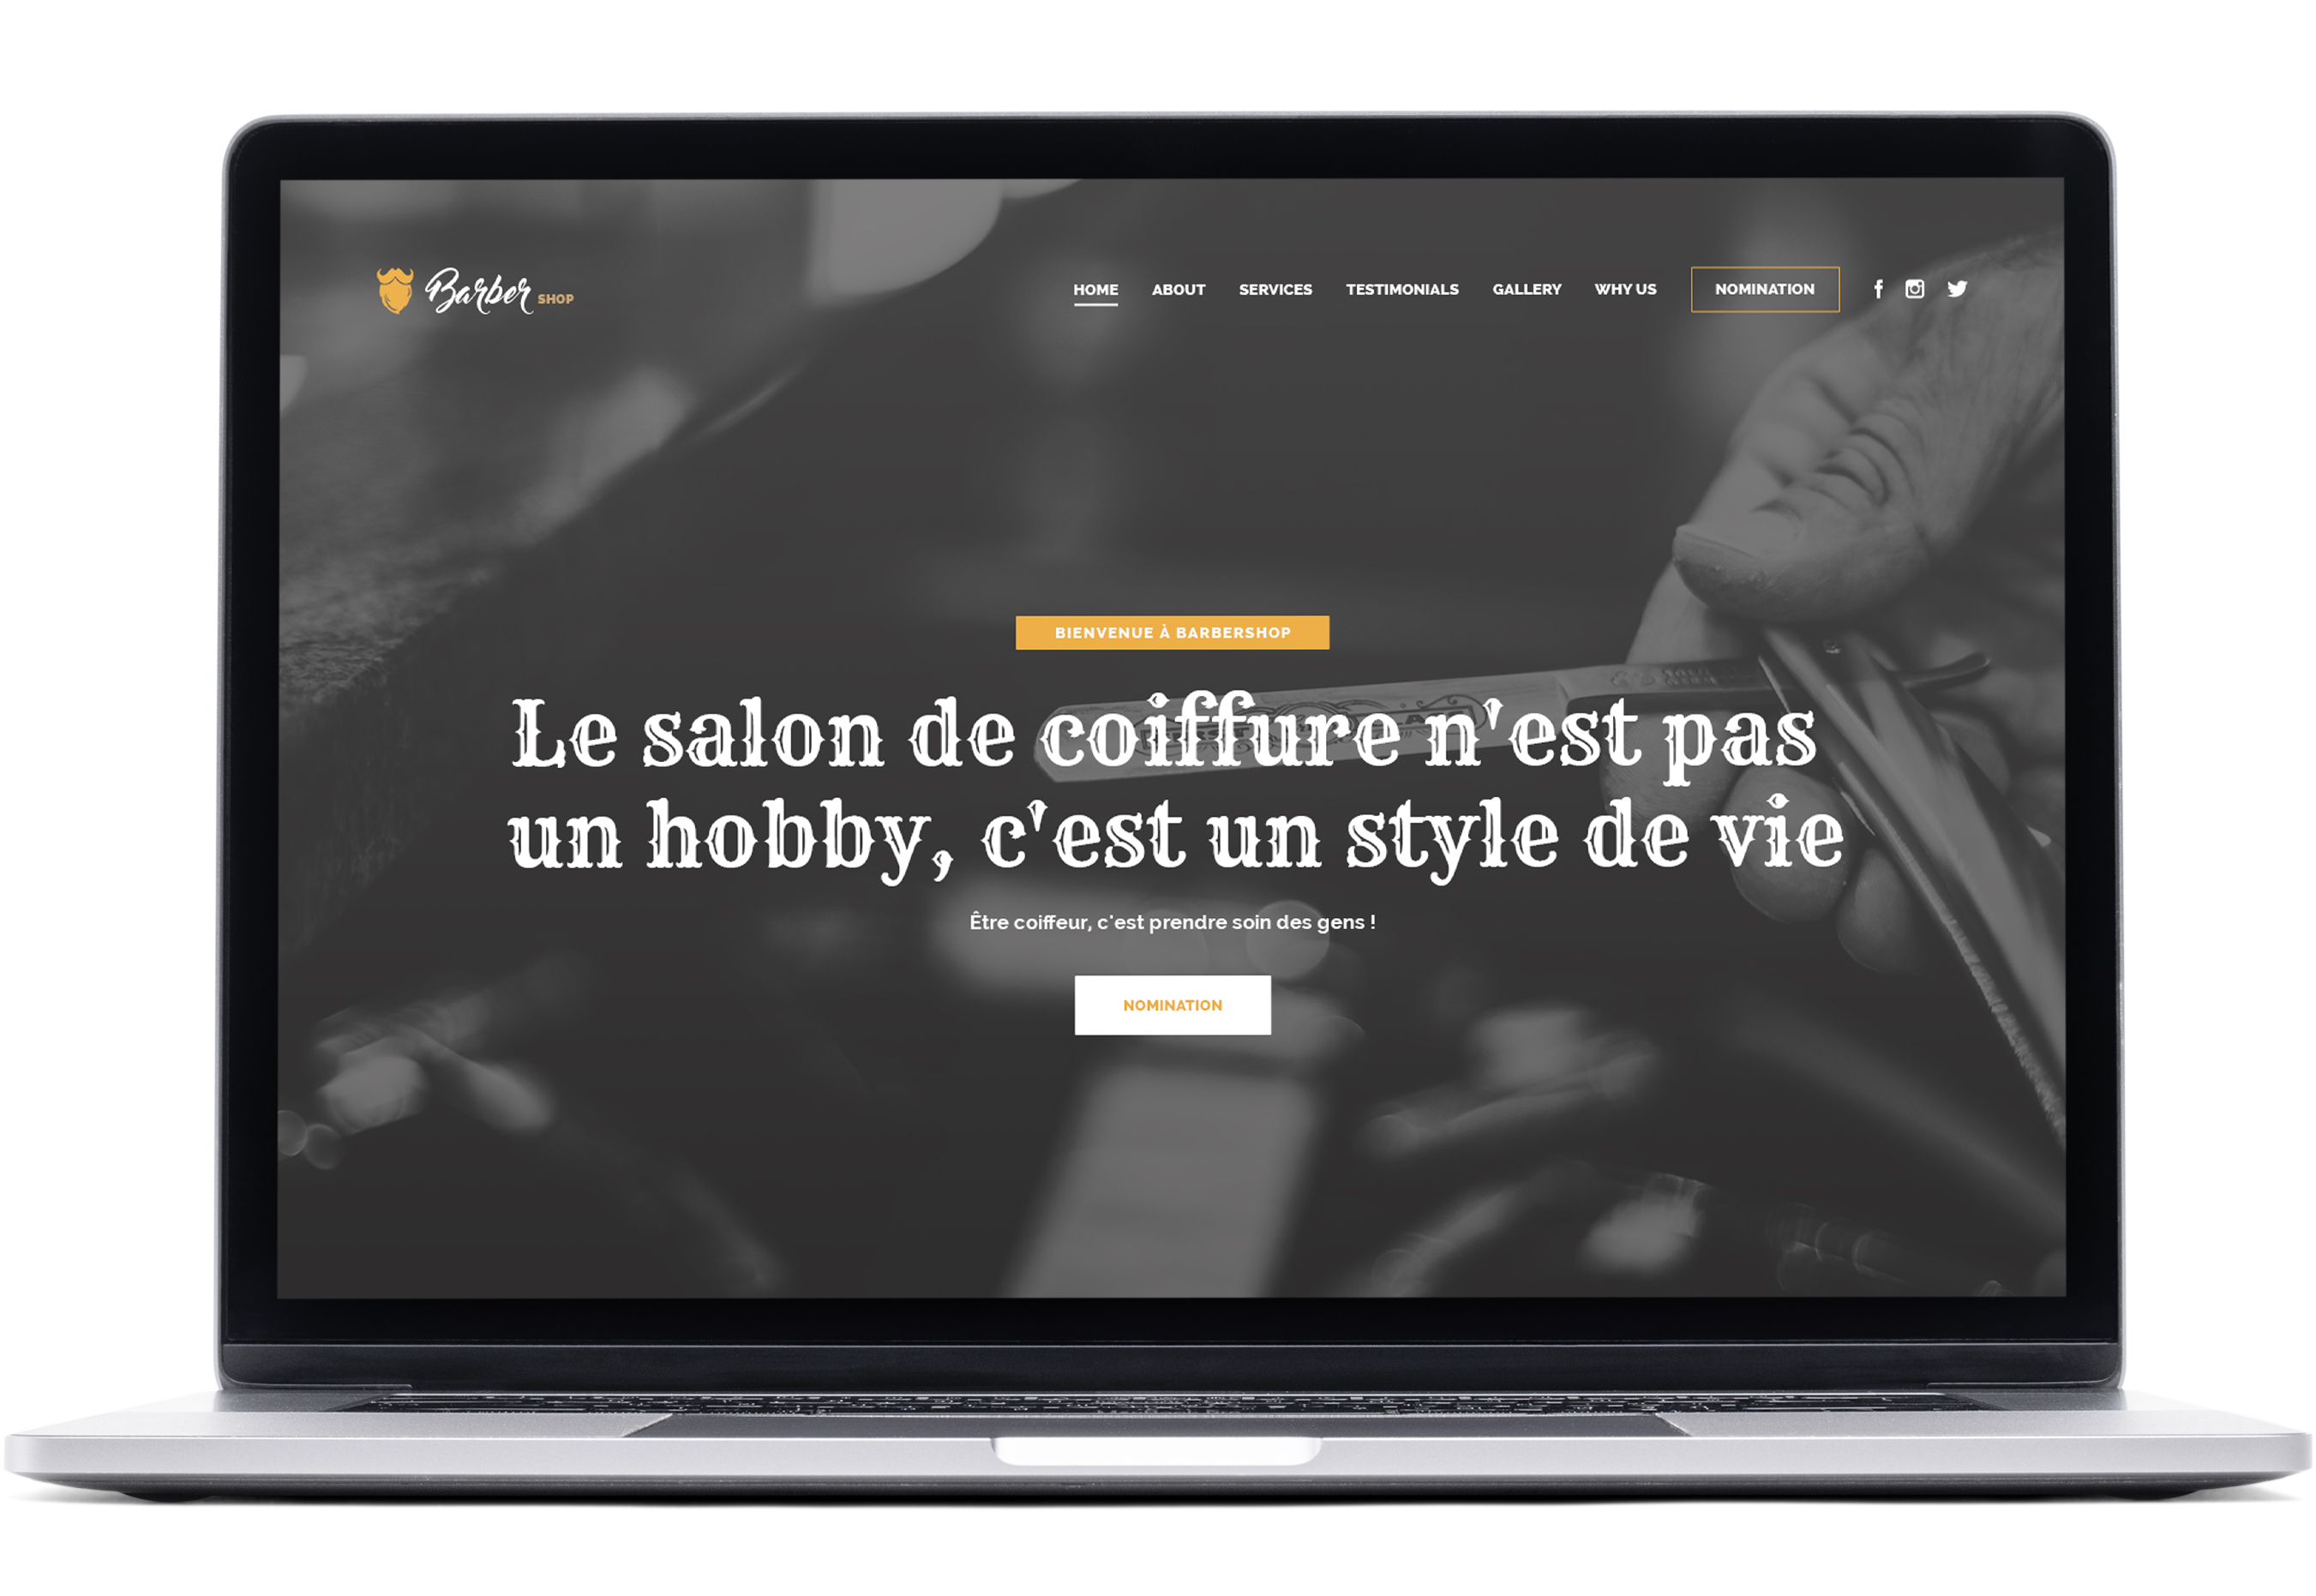 Barber SHOP
HOME ABOUT SERVICES TESTIMONIALS GALLERY WHY US NOMINATION
BIENVENUE À BARBERSHOP
Le salon de coiffure n'est pas
un hobby, c'est un style de vie
Être coiffeur, c'est prendre soin des gens !
NOMINATION